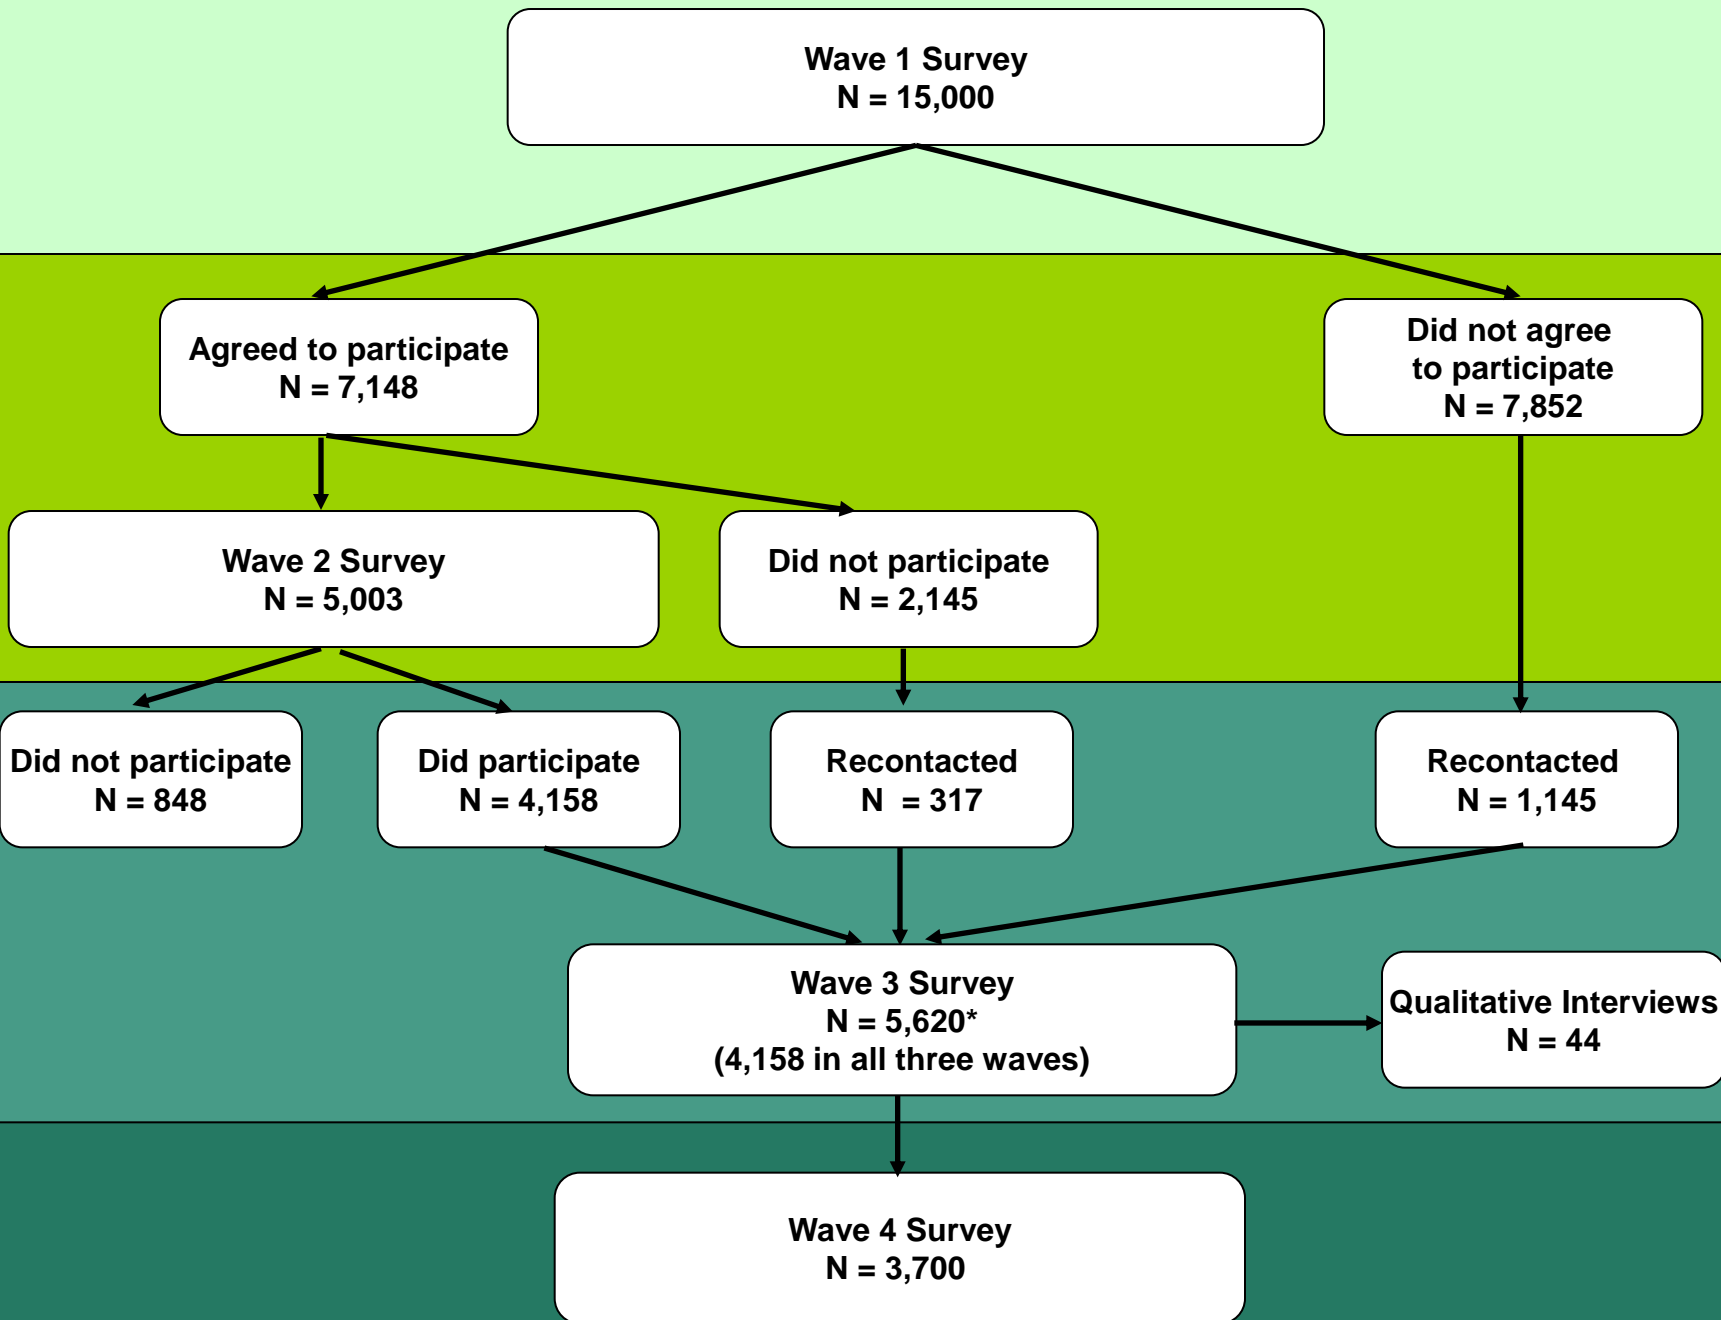 Wave 1 Survey
N = 15,000
Agreed to participate
N = 7,148
Did not agree
to participate
N = 7,852
Wave 2 Survey
N = 5,003
Did not participate
N = 2,145
Did not participate
N = 848
Did participate
N = 4,158
Recontacted
N = 317
Recontacted
N = 1,145
Wave 3 Survey
N = 5,620*
(4,158 in all three waves)
Qualitative Interviews
N = 44
Wave 4 Survey
N = 3,700